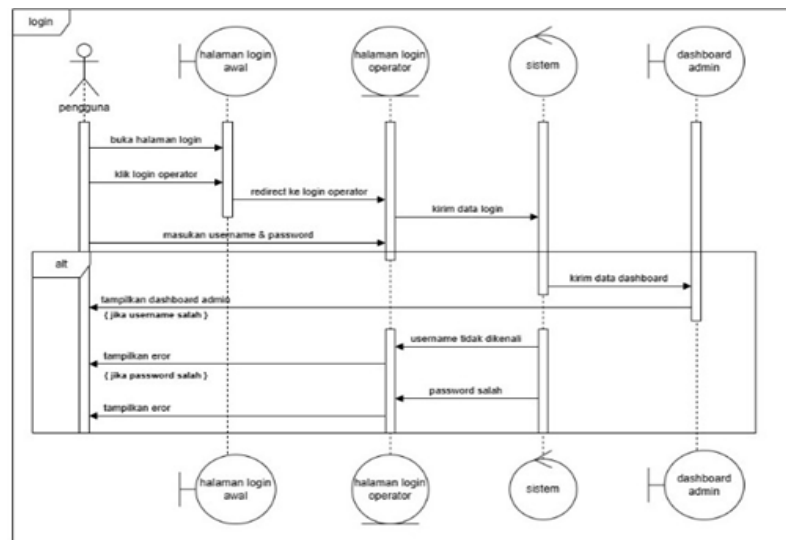 login
halaman login
awal
halaman login
operator
sistem
dashboard
admin
pengguna
buka halaman login
klik login operator
redirect ke login operator
kirim data login
masukan username & password
alt
kirim data dashboard
tampilkan dashboard admin
{ jika username salah }
username tidak dikenali
tampilkan eror
{ jika password salah }
password salah
tampilkan eror
halaman login
awal
halaman login
operator
sistem
dashboard
admin